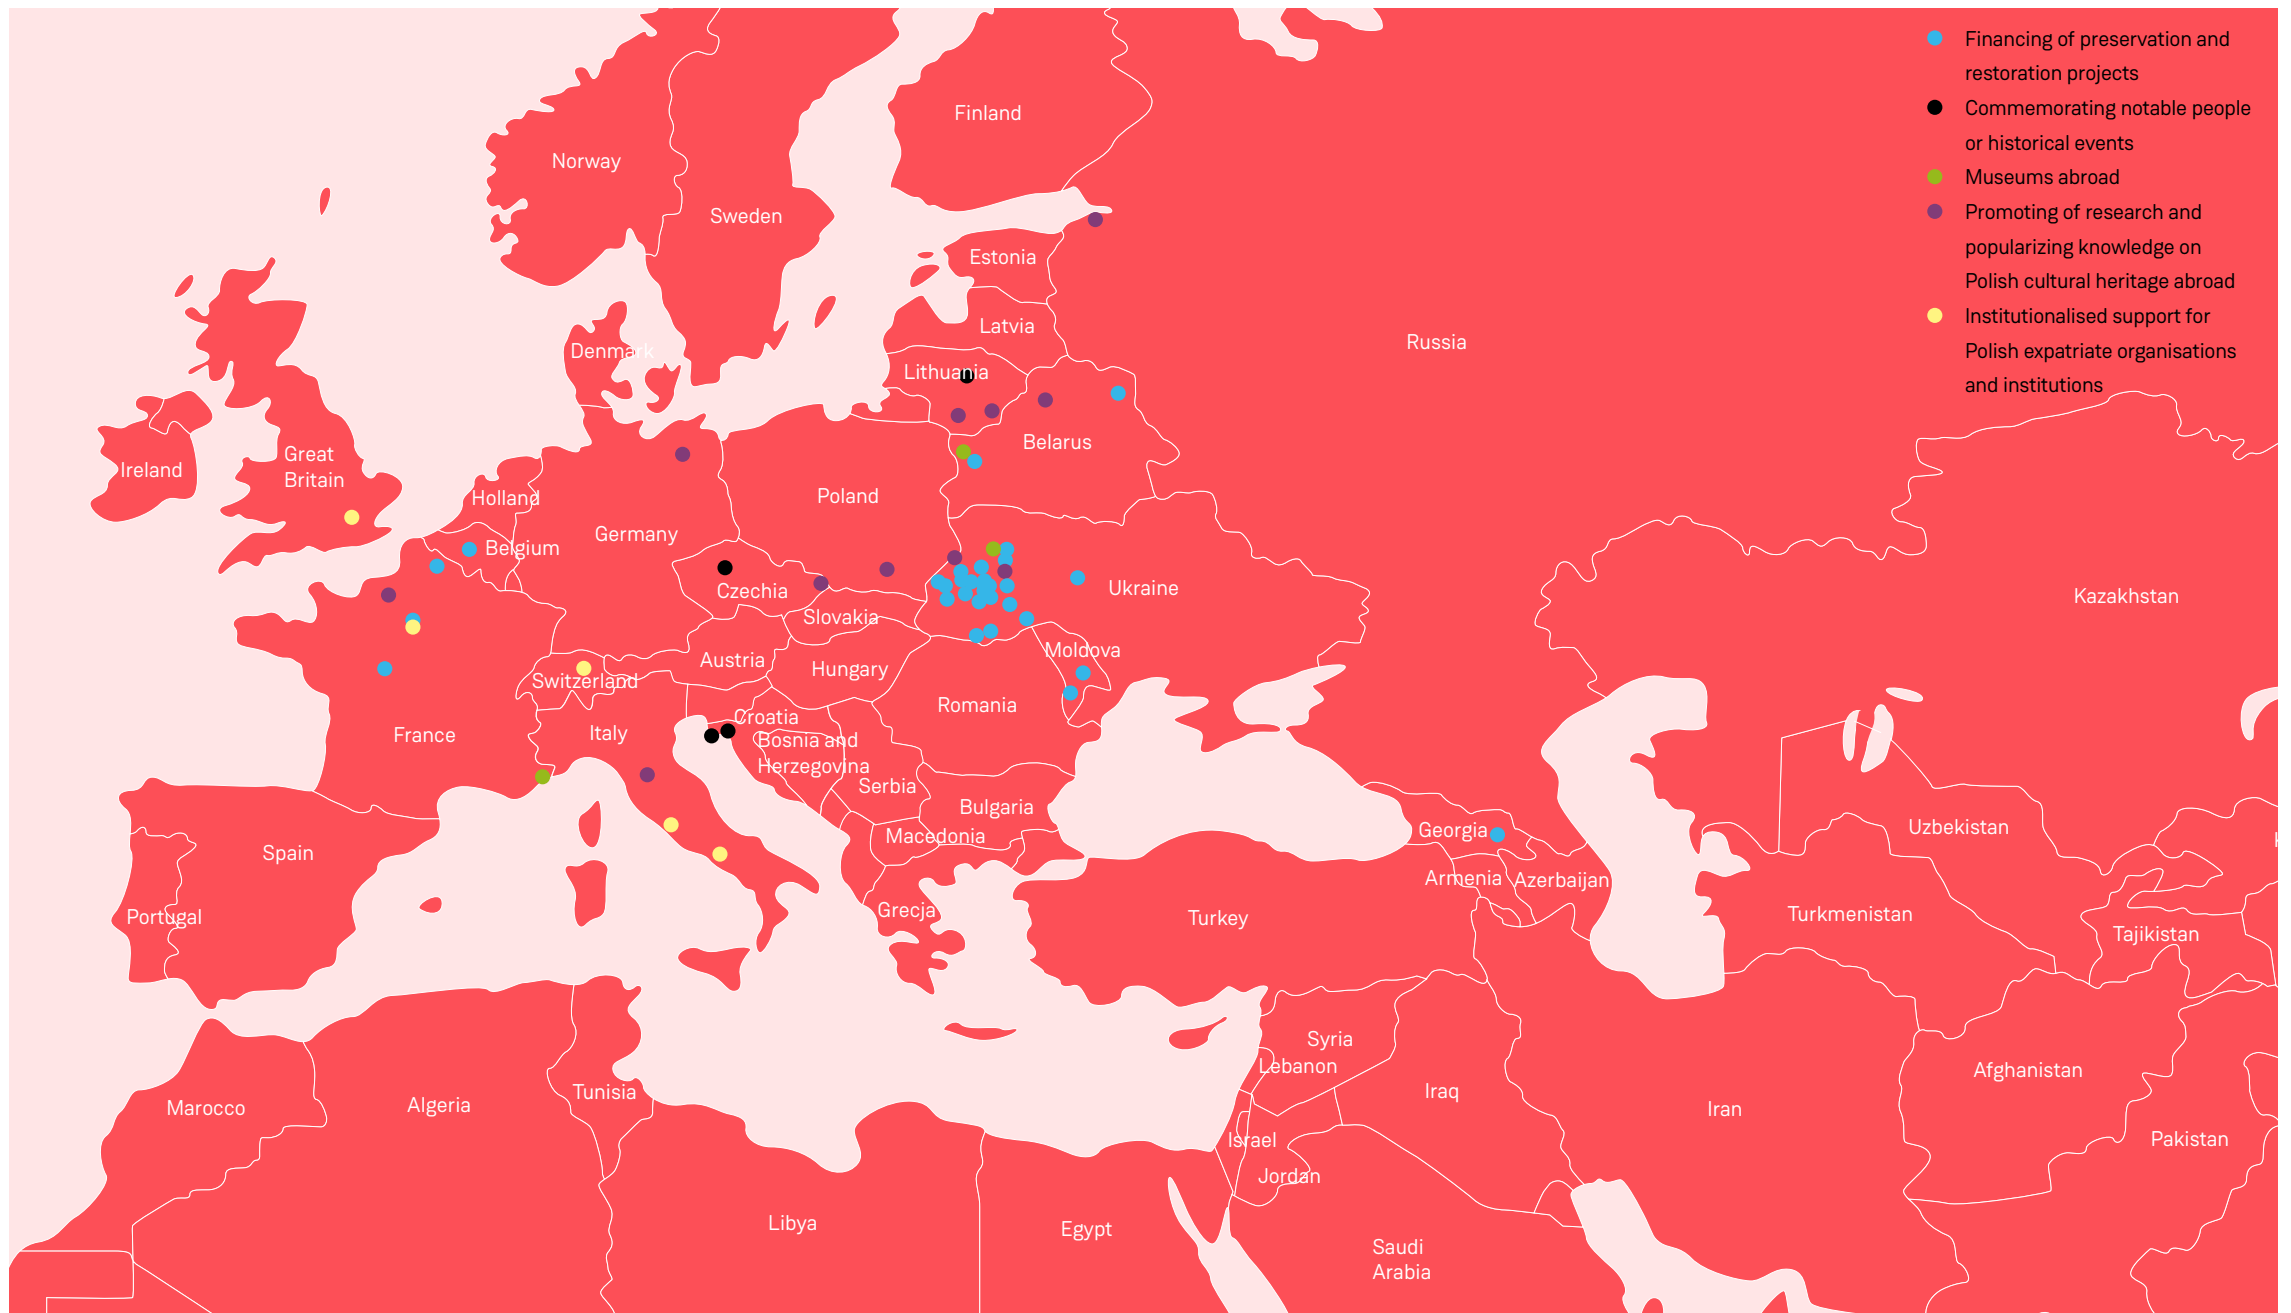 Financing of preservation and
restoration projects
Commemorating notable people
or historical events
Museums abroad
Promoting of research and
popularizing knowledge on
Polish cultural heritage abroad
Institutionalised support for
Polish expatriate organisations
and institutions
Finland
Norway
Sweden
Estonia
Latvia
Russia
Denmark
Lithuania
Belarus
Great
Britain
Ireland
Holland
Poland
Germany
Belgium
Czechia
Ukraine
Kazakhstan
Slovakia
Moldova
Austria
Hungary
Switzerland
Romania
Croatia
Italy
France
Bosnia and
Herzegovina
Serbia
Bulgaria
Macedonia
Georgia
Uzbekistan
Spain
Armenia
Azerbaijan
Grecja
Portugal
Turkey
Turkmenistan
Tajikistan
Syria
Lebanon
Afghanistan
Iraq
Tunisia
Algeria
Marocco
Iran
Israel
Pakistan
Jordan
Libya
Egypt
Saudi
Arabia